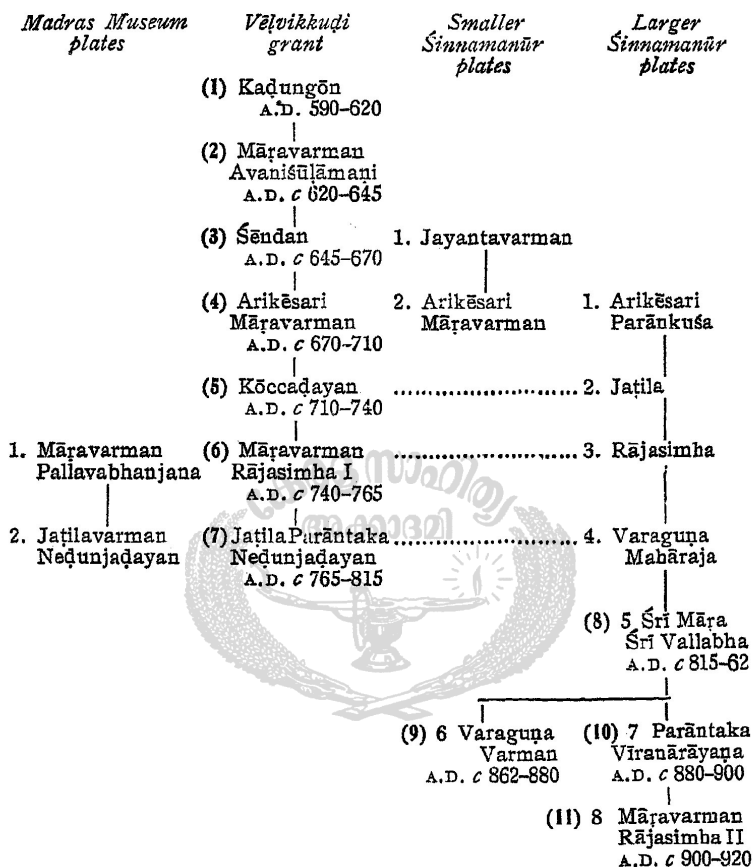 Madras Museum plates
Vēḷvikkuḍi grant
Smaller Śinnamanūr plates
Larger Śinnamanūr plates
(1) Kaḍungōn
A.D. 590–620
(2) Māṛavarman
Avaniśūḷāmaṇi
A.D. c 620–645
(3) Śēndan
A.D. c 645–670
1. Jayantavarman
(4) Arikēsari
Māṛavarman
A.D. c 670–710
2. Arikēsari
Māṛavarman
1. Arikēsari
Parānkuśa
(5) Kōccaḍayan
A.D. c 710–740
2. Jaṭila
1. Māṛavarman
Pallavabhanjana
(6) Māṛavarman
Rājasimha I
A.D. c 740–765
3. Rājasimha
2. Jaṭilavarman
Neḍunjaḍayan
(7) Jaṭila Parāntaka
Neḍunjaḍayan
A.D. c 765–815
4. Varaguṇa
Mahāraja
(8) 5 Śrī Māṛa
Śrī Vallabha
A.D. c 815–62
(9) 6 Varaguṇa
Varman
A.D. c 862–880
(10) 7 Parāntaka
Vīranārāyaṇa
A.D. c 880–900
(11) 8 Māṛavarman
Rājasimha II
A.D. c 900–920
കേരള സാഹിത്യ
അക്കാദമി